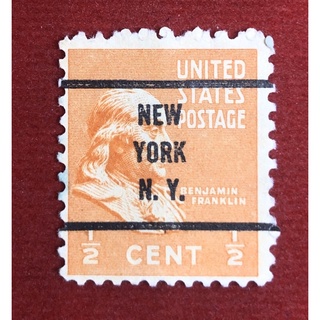 UNITED
STATES
POSTAGE
NEW
YORK
N. Y.
BENJAMIN
FRANKLIN
1/2 CENT 1/2